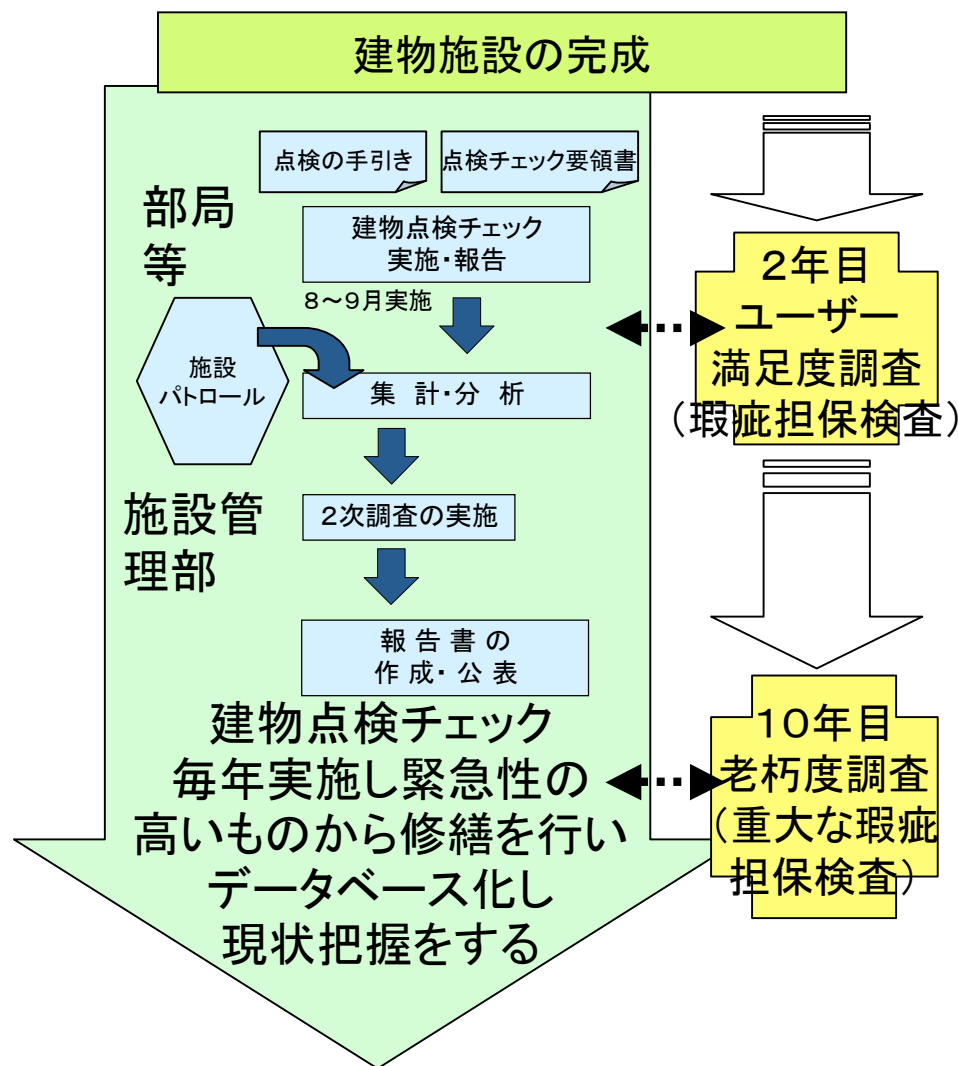 建物施設の完成
点検の手引き
点検チェック要領書
部局
等
建物点検チェック
実施・報告
8～9月実施
施設
パトロール
集 計・分 析
施設管
理部
2次調査の実施
報 告 書 の
作 成・ 公 表
建物点検チェック
毎年実施し緊急性の
高いものから修繕を行い
データベース化し
現状把握をする
2年目
ユーザー
満足度調査
（瑕疵担保検査）
10年目
老朽度調査
（重大な瑕疵
担保検査）